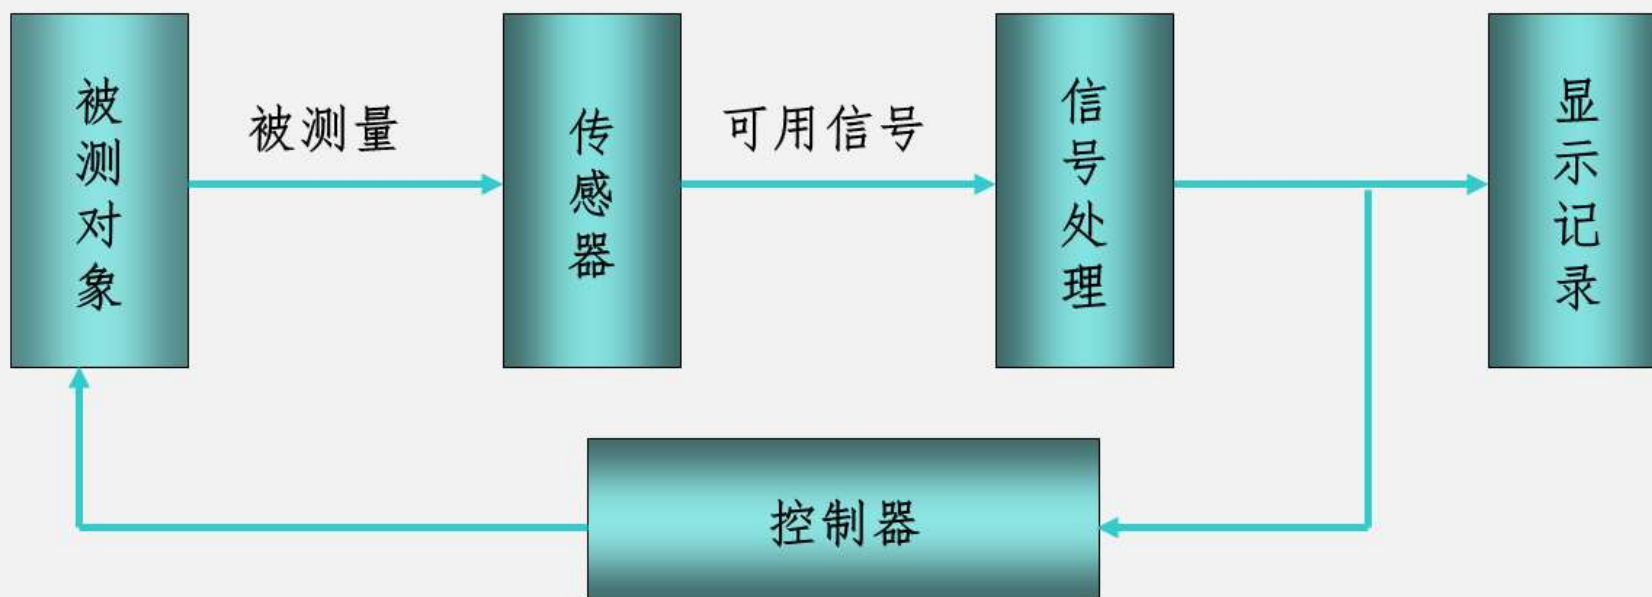 被测对象
被测量
传感器
可用信号
信号处理
显示记录
控制器